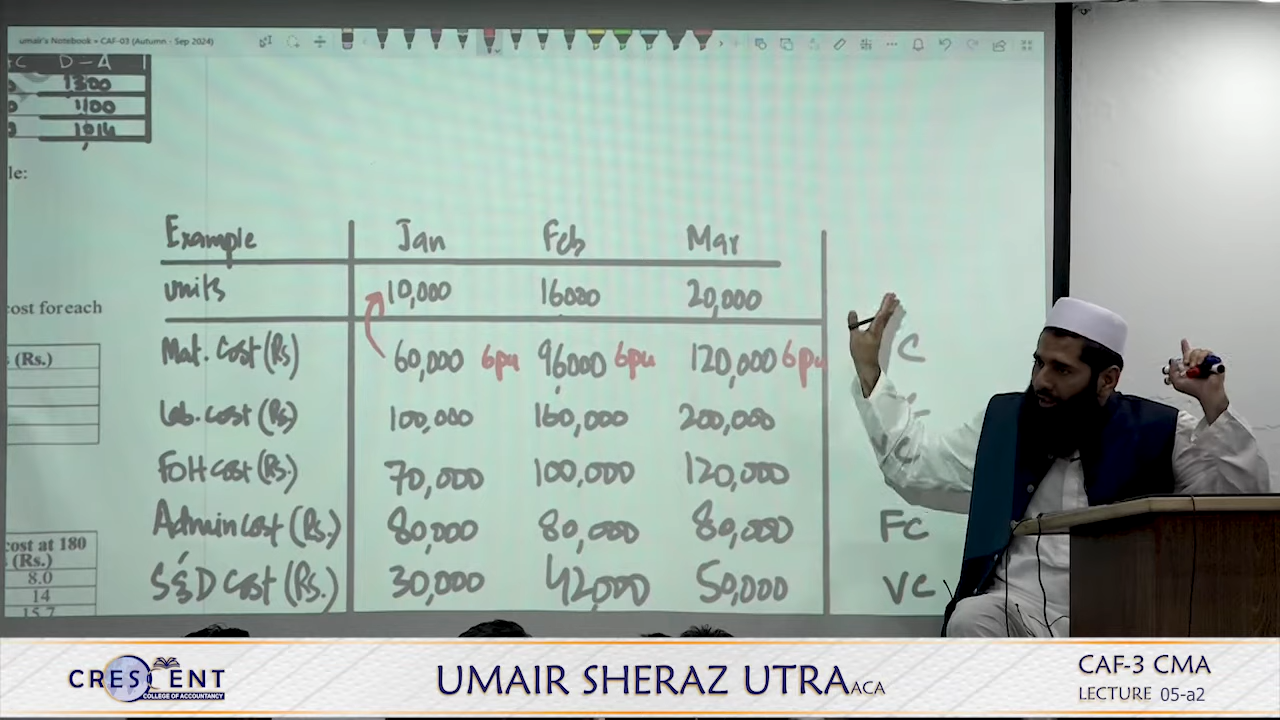 umair's Notebook > CAF-03 (Autumn - Sep 2024)
C D-A
1300
1100
1014
le:
Example Jan Feb Mar
units 10,000 16000 20,000
cost for each
(Rs.)
Mat. Cost (Rs) 60,000 6pu 96000 6pu 120,000 6pu C
Lab. cost (Rs) 100,000 160,000 200,000
FOH cost (Rs.) 70,000 100,000 120,000 VC
Admin cost (Rs.) 80,000 80,000 80,000 FC
S&D Cost (Rs.) 30,000 42,000 50,000 VC
cost at 180
(Rs.)
8.0
14
15.7
CRESCENT
COLLEGE OF ACCOUNTANCY
UMAIR SHERAZ UTRA ACA
CAF-3 CMA
LECTURE 05-a2